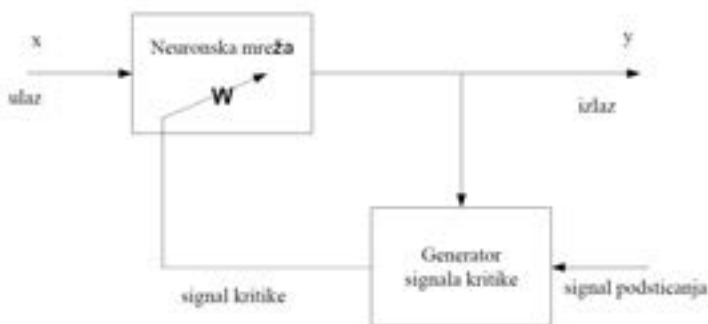 x
y
Neuronska mreža
W
ulaz
izlaz
Generator
signala kritike
signal kritike
signal podsticanja